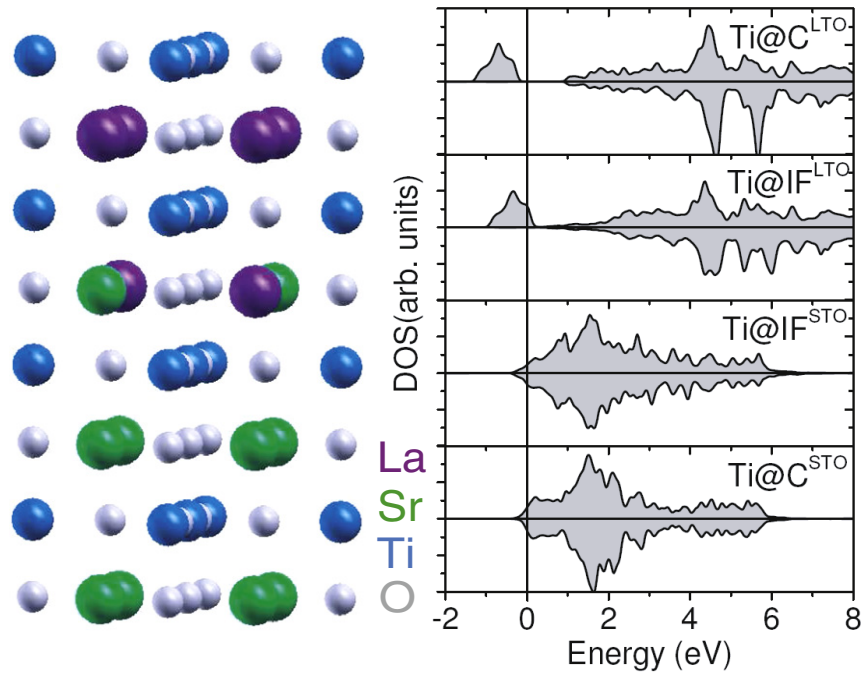 La
Sr
Ti
O
DOS(arb. units)
Ti@C^LTO
Ti@IF^LTO
Ti@IF^STO
Ti@C^STO
-2 0 2 4 6 8
Energy (eV)